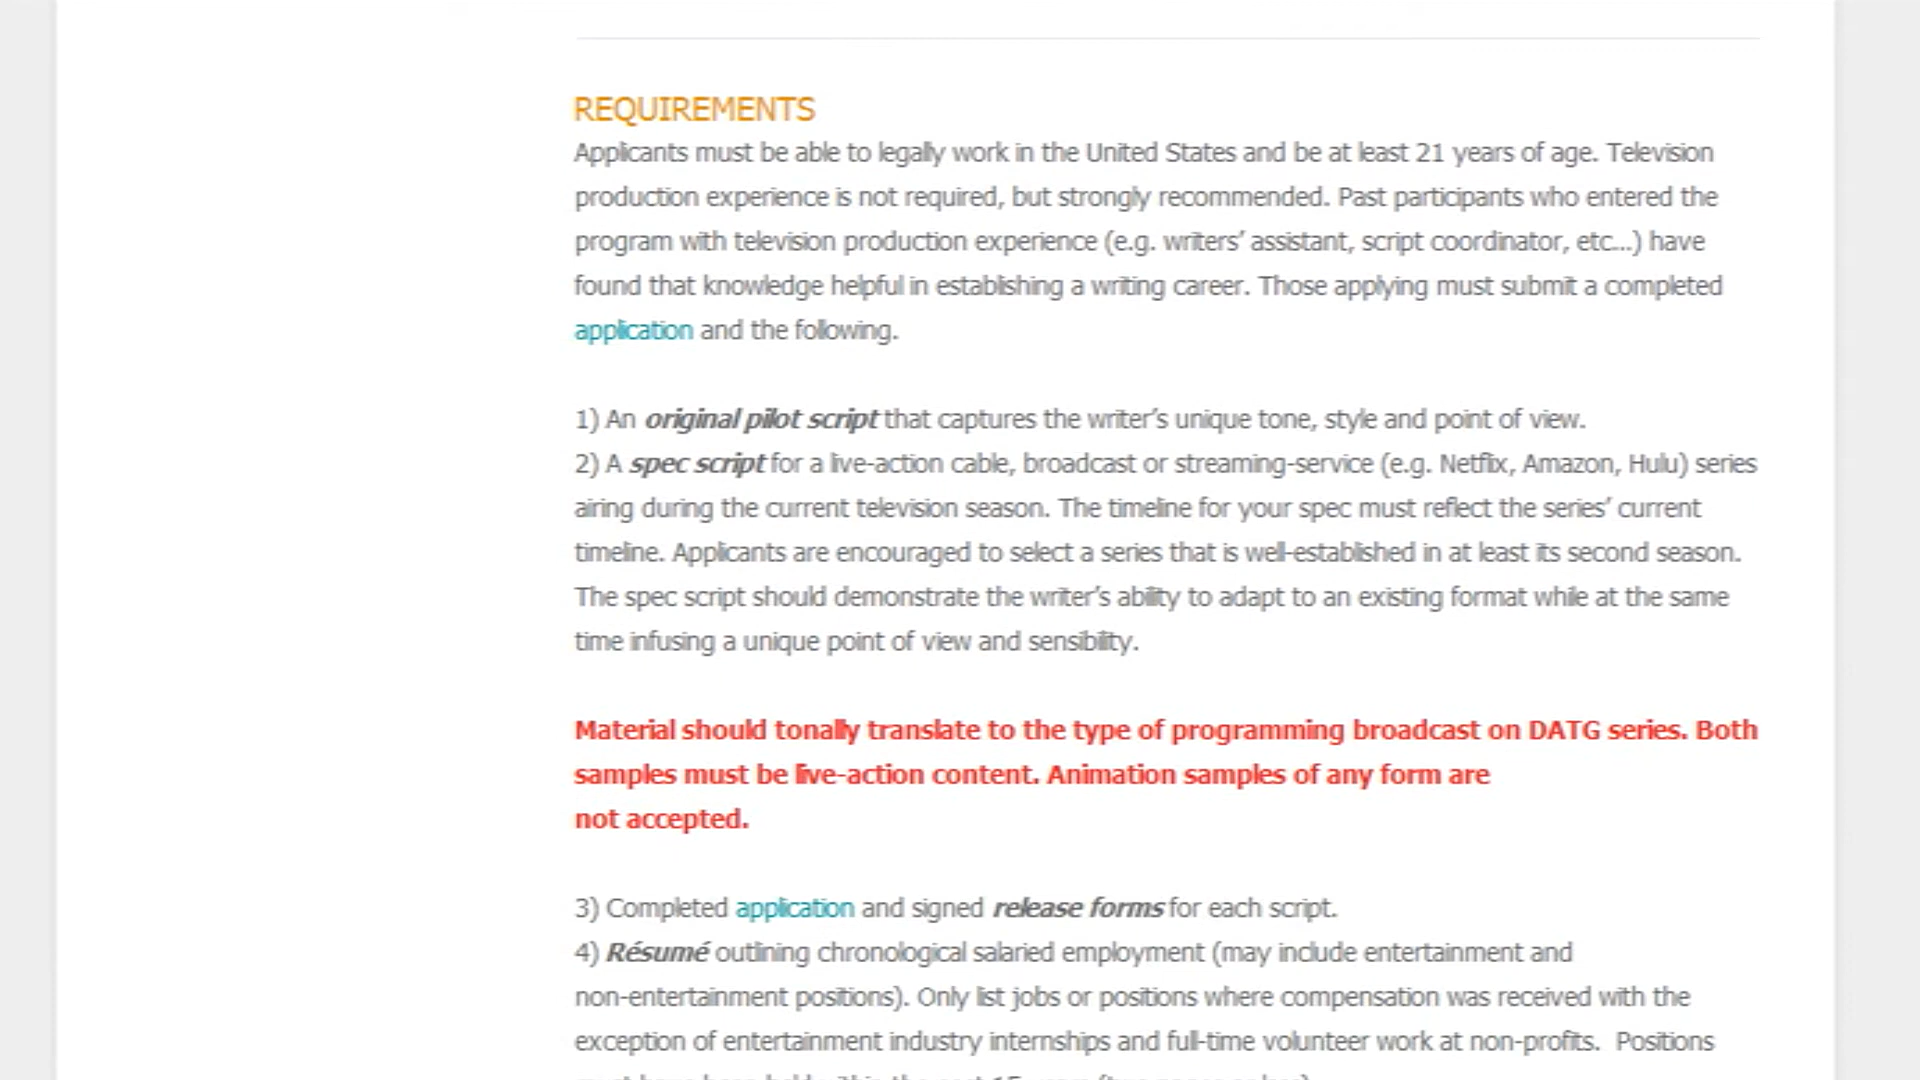 REQUIREMENTS
Applicants must be able to legally work in the United States and be at least 21 years of age. Television
production experience is not required, but strongly recommended. Past participants who entered the
program with television production experience (e.g. writers’ assistant, script coordinator, etc...) have
found that knowledge helpful in establishing a writing career. Those applying must submit a completed
application and the following.
1) An original pilot script that captures the writer’s unique tone, style and point of view.
2) A spec script for a live-action cable, broadcast or streaming-service (e.g. Netflix, Amazon, Hulu) series
airing during the current television season. The timeline for your spec must reflect the series’ current
timeline. Applicants are encouraged to select a series that is well-established in at least its second season.
The spec script should demonstrate the writer’s ability to adapt to an existing format while at the same
time infusing a unique point of view and sensibility.
Material should tonally translate to the type of programming broadcast on DATG series. Both
samples must be live-action content. Animation samples of any form are
not accepted.
3) Completed application and signed release forms for each script.
4) Résumé outlining chronological salaried employment (may include entertainment and
non-entertainment positions). Only list jobs or positions where compensation was received with the
exception of entertainment industry internships and full-time volunteer work at non-profits. Positions